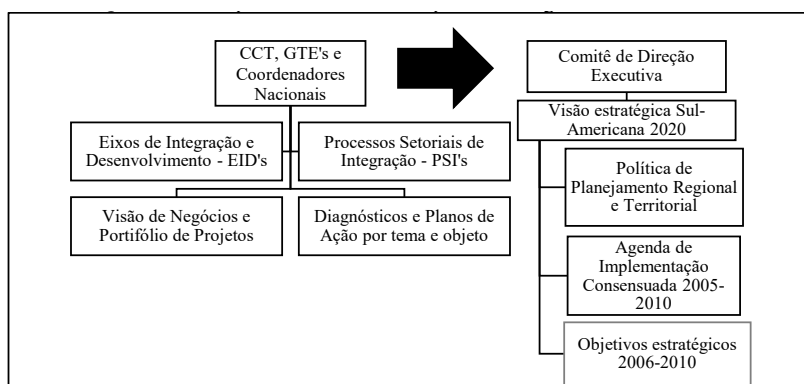 CCT, GTE's e
Coordenadores
Nacionais
Eixos de Integração e
Desenvolvimento - EID's
Processos Setoriais de
Integração - PSI's
Visão de Negócios e
Portifólio de Projetos
Diagnósticos e Planos de
Ação por tema e objeto
Comitê de Direção
Executiva
Visão estratégica Sul-
Americana 2020
Política de
Planejamento Regional
e Territorial
Agenda de
Implementação
Consensuada 2005-
2010
Objetivos estratégicos
2006-2010